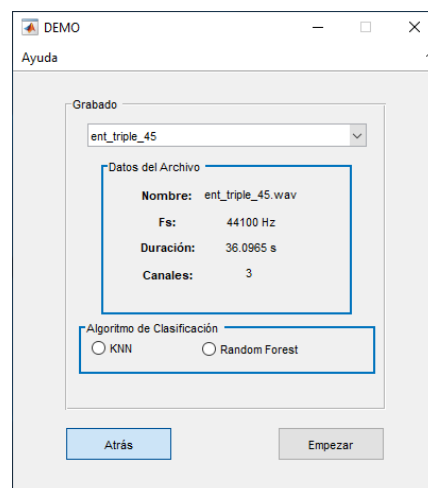 DEMO
Ayuda
Grabado
ent_triple_45
Datos del Archivo
Nombre: ent_triple_45.wav
Fs: 44100 Hz
Duración: 36.0965 s
Canales: 3
Algoritmo de Clasificación
KNN Random Forest
Atrás Empezar